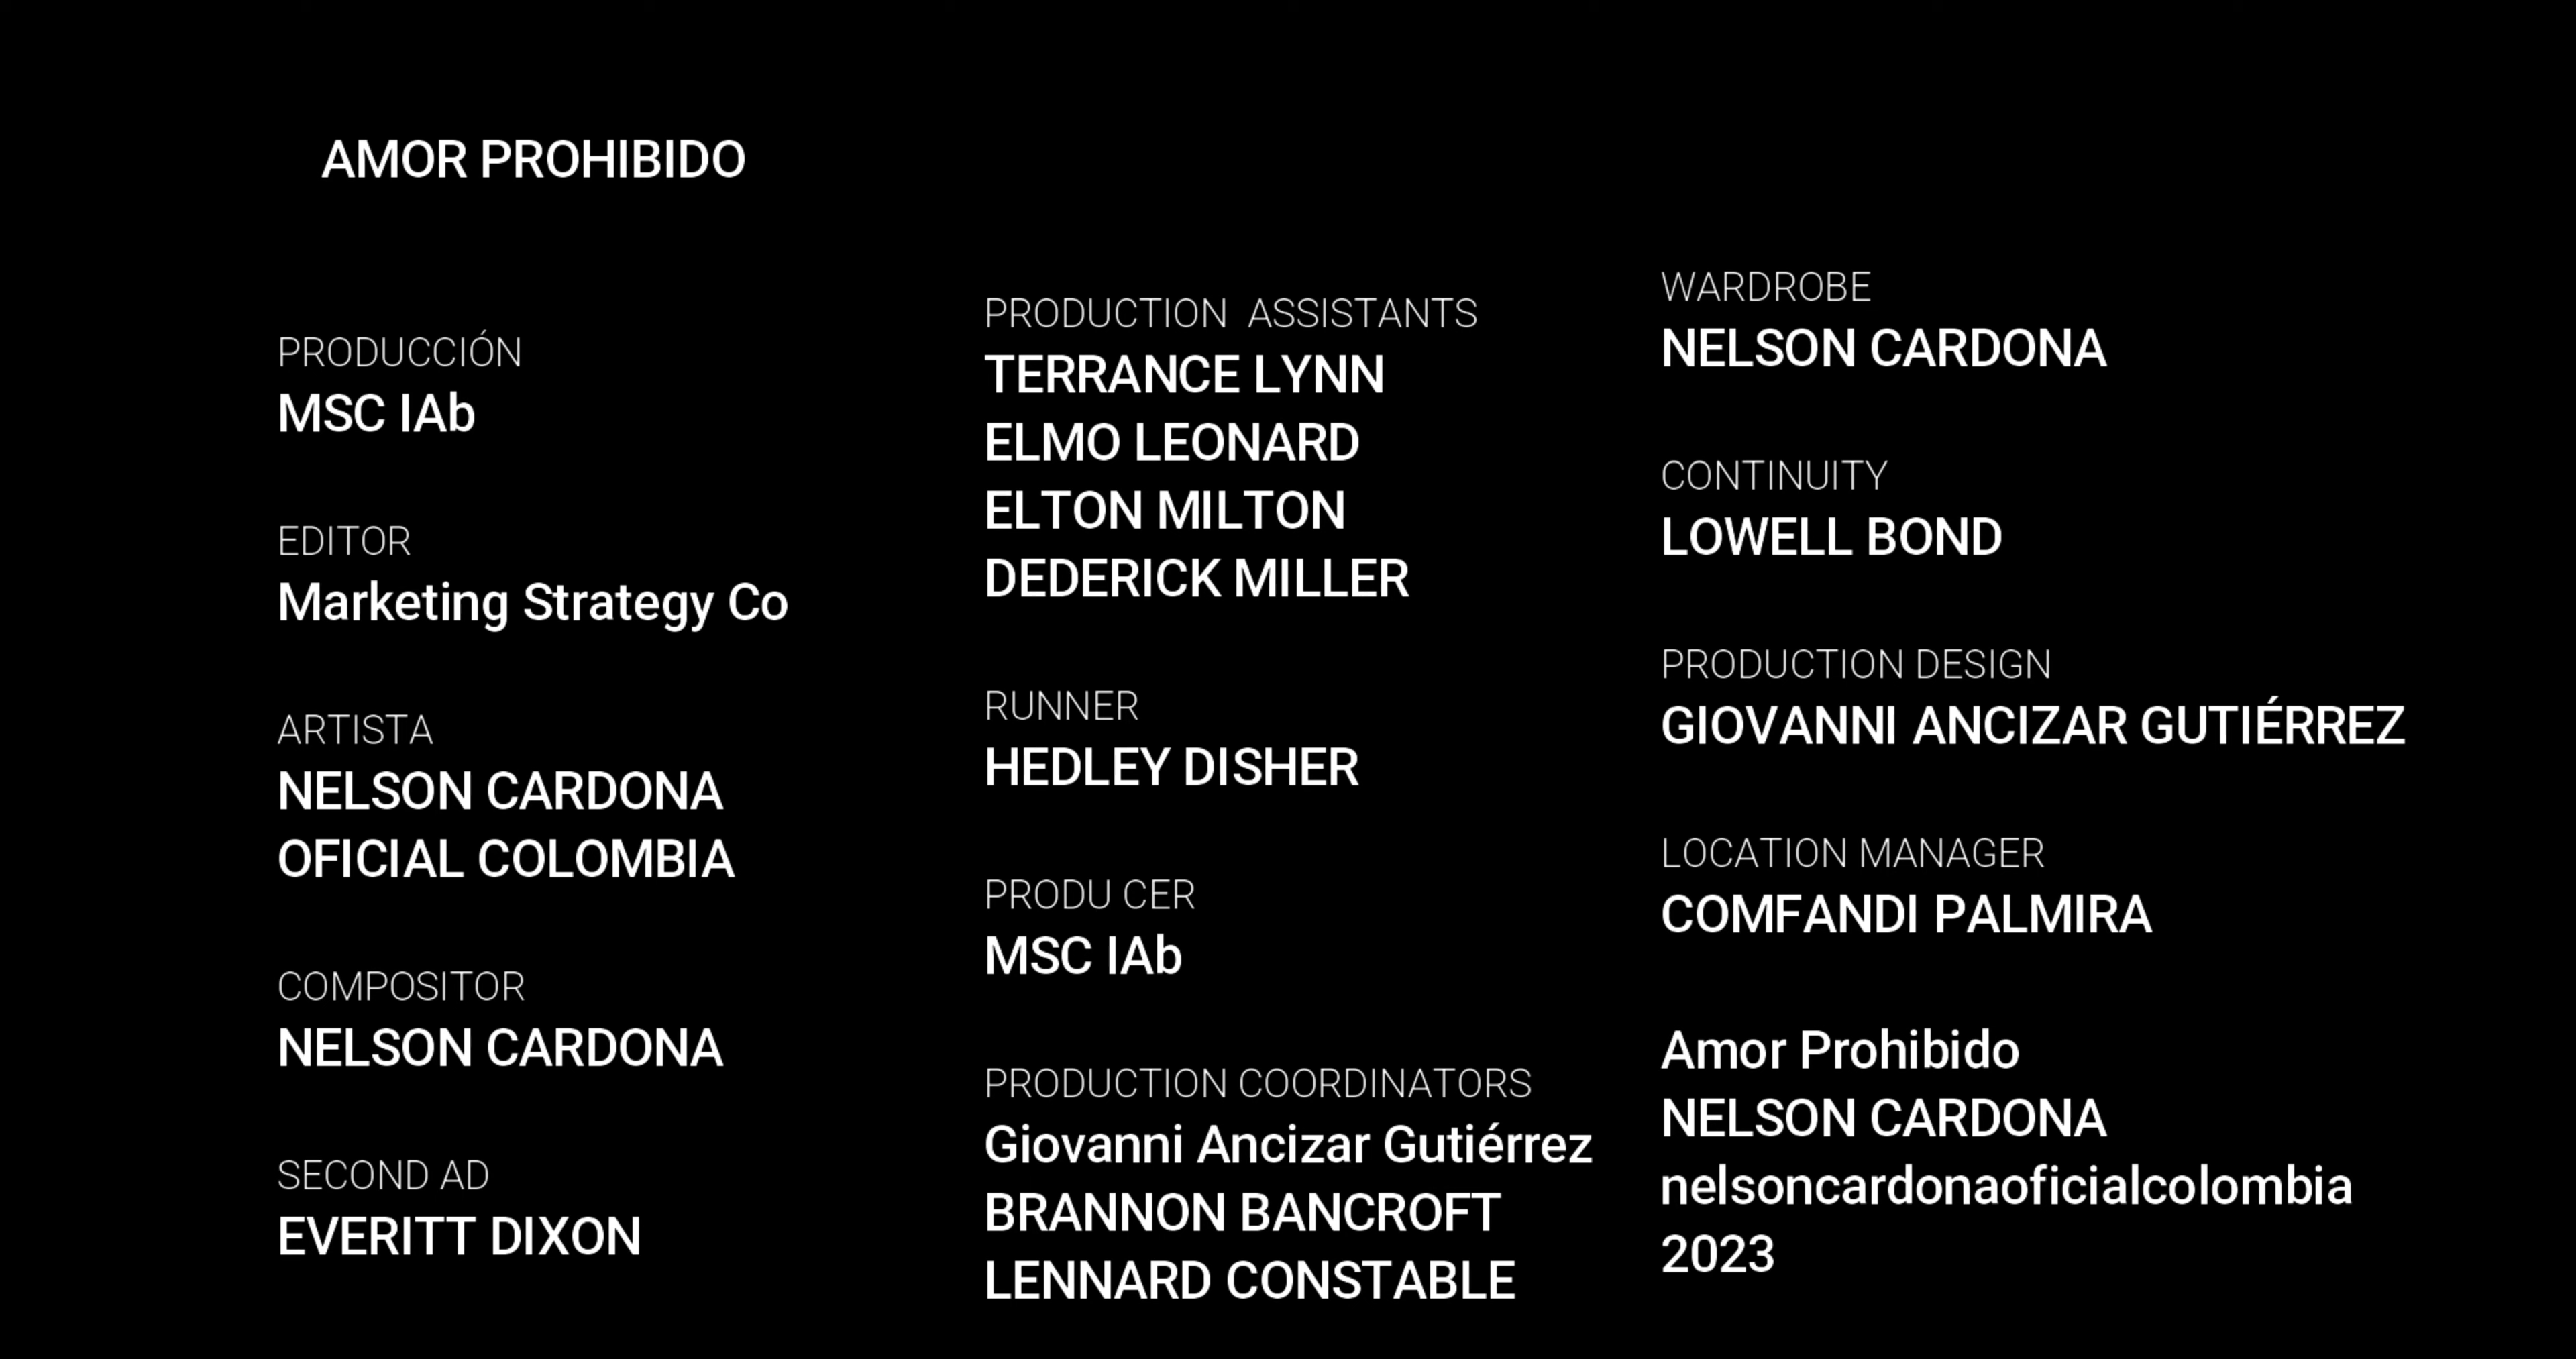 AMOR PROHIBIDO
PRODUCCIÓN
MSC IAb
EDITOR
Marketing Strategy Co
ARTISTA
NELSON CARDONA
OFICIAL COLOMBIA
COMPOSITOR
NELSON CARDONA
SECOND AD
EVERITT DIXON
PRODUCTION ASSISTANTS
TERRANCE LYNN
ELMO LEONARD
ELTON MILTON
DEDERICK MILLER
RUNNER
HEDLEY DISHER
PRODU CER
MSC IAb
PRODUCTION COORDINATORS
Giovanni Ancizar Gutiérrez
BRANNON BANCROFT
LENNARD CONSTABLE
WARDROBE
NELSON CARDONA
CONTINUITY
LOWELL BOND
PRODUCTION DESIGN
GIOVANNI ANCIZAR GUTIÉRREZ
LOCATION MANAGER
COMFANDI PALMIRA
Amor Prohibido
NELSON CARDONA
nelsoncardonaoficialcolombia
2023